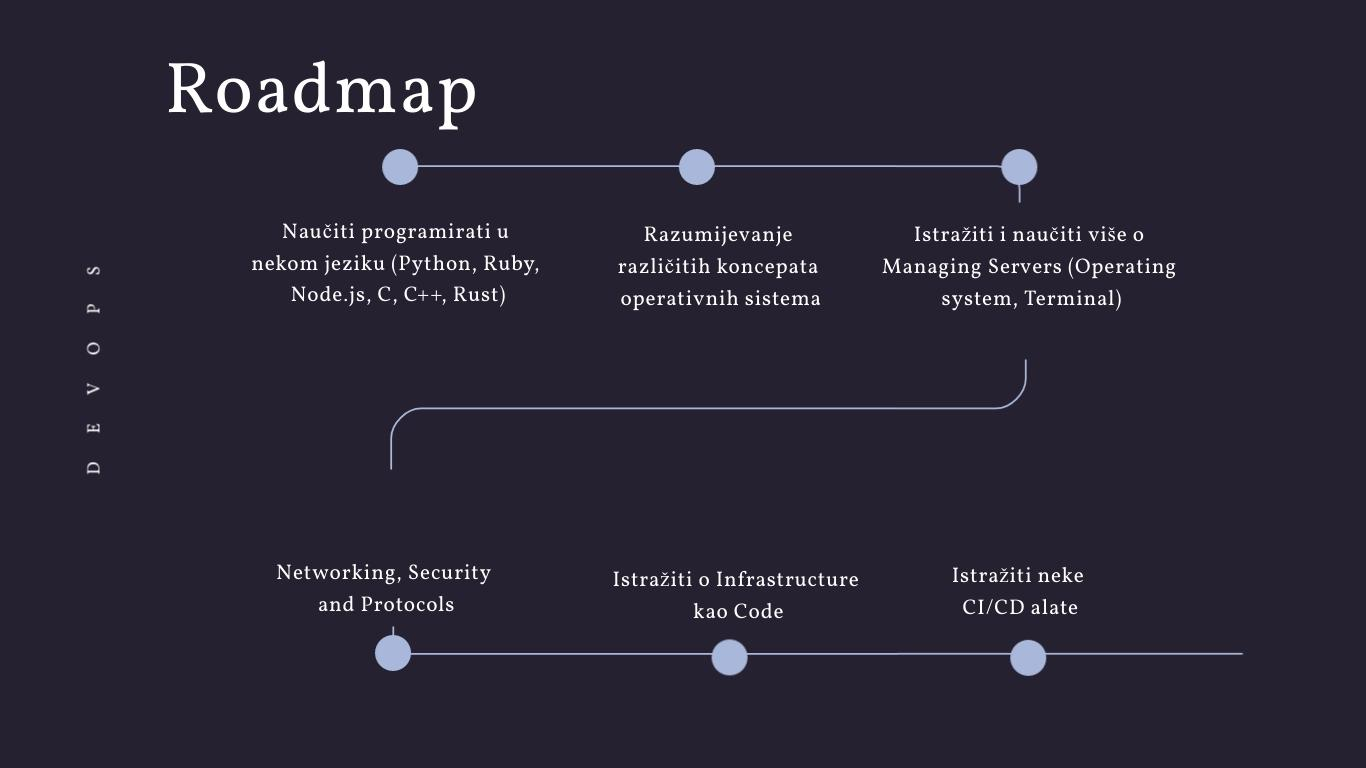 Roadmap
Naučiti programirati u
nekom jeziku (Python, Ruby,
Node.js, C, C++, Rust)
Razumijevanje
različitih koncepata
operativnih sistema
Istražiti i naučiti više o
Managing Servers (Operating
system, Terminal)
DEVOPS
Networking, Security
and Protocols
Istražiti o Infrastructure
kao Code
Istražiti neke
CI/CD alate